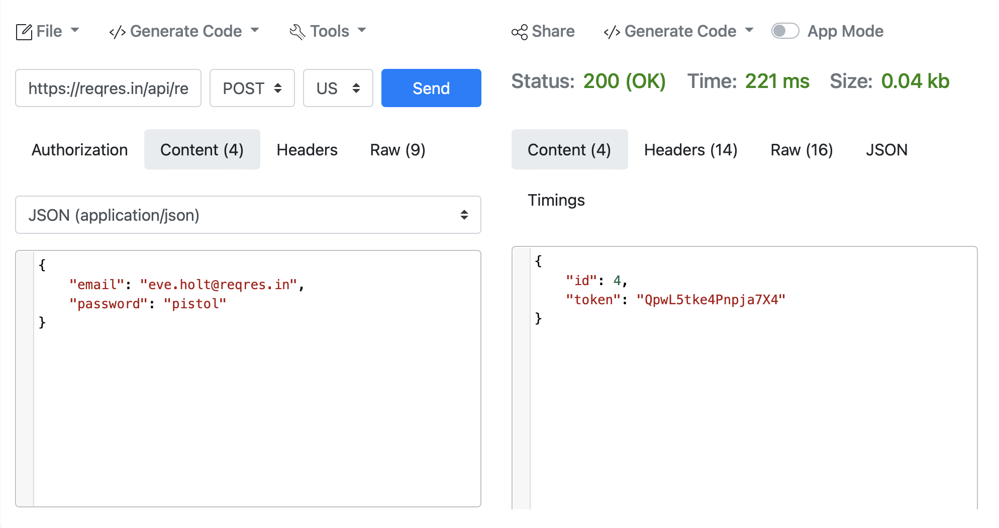 File
Generate Code
Tools
https://reqres.in/api/re
POST
US
Send
Authorization
Content (4)
Headers
Raw (9)
JSON (application/json)
{
"email": "eve.holt@reqres.in",
"password": "pistol"
}
Share
Generate Code
App Mode
Status: 200 (OK) Time: 221 ms Size: 0.04 kb
Content (4)
Headers (14)
Raw (16)
JSON
Timings
{
"id": 4,
"token": "QpwL5tke4Pnpja7X4"
}